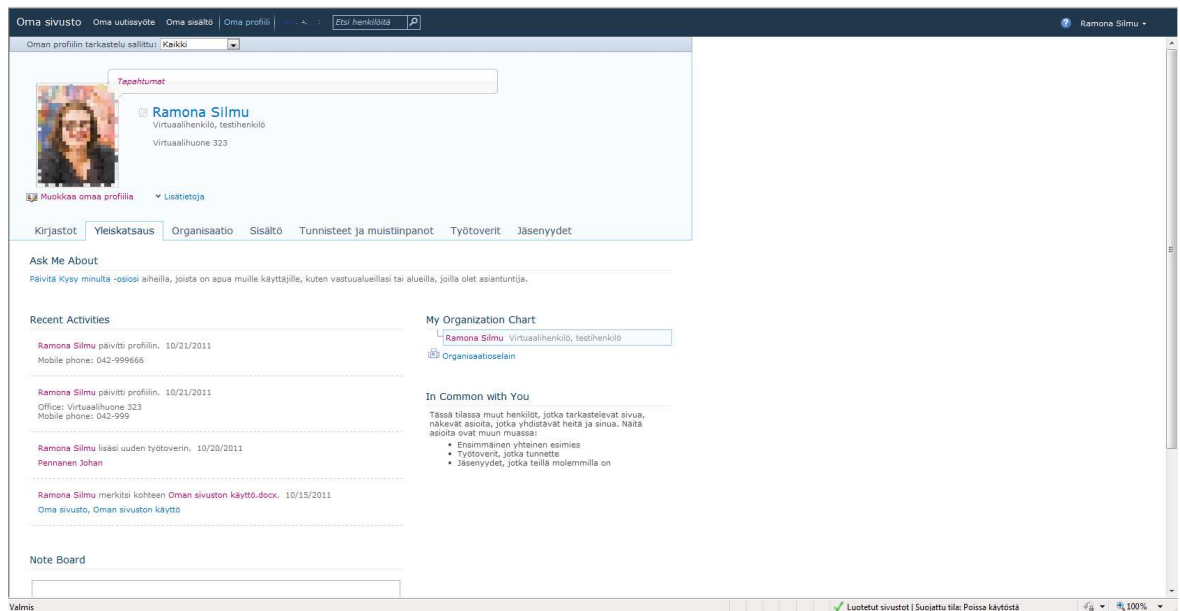 Oma sivusto Oma uutissyöte Oma sisältö Oma profiili Etsi henkilöitä Ramona Silmu
Oman profiilin tarkastelu sallittu: Kaikki
Tapahtumat
Ramona Silmu
Virtuaalihenkilö, testihenkilö
Virtuaalihuone 323
Muokkaa omaa profiilia Lisätietoja
Kirjastot Yleiskatsaus Organisaatio Sisältö Tunnisteet ja muistiinpanot Työtoverit Jäsenyydet
Ask Me About
Päivitä Kysy minulta -osiosi aiheilla, joista on apua muille käyttäjille, kuten vastuualueillasi tai alueilla, joilla olet asiantuntija.
Recent Activities
Ramona Silmu päivitti profiilin. 10/21/2011
Mobile phone: 042-999666
Ramona Silmu päivitti profiilin. 10/21/2011
Office: Virtuaalihuone 323
Mobile phone: 042-999
Ramona Silmu lisäsi uuden työtoverin. 10/20/2011
Pennanen Johan
Ramona Silmu merkitsi kohteen Oman sivuston käyttö.docx. 10/15/2011
Oma sivusto, Oman sivuston käyttö
Note Board
My Organization Chart
Ramona Silmu Virtuaalihenkilö, testihenkilö
Organisaatioselain
In Common with You
Tässä tilassa muut henkilöt, jotka tarkastelevat sivua,
näkevät asioita, jotka yhdistävät heitä ja sinua. Näitä
asioita ovat muun muassa:
• Ensimmäinen yhteinen esimies
• Työtoverit, jotka tunnette
• Jäsenyydet, jotka teillä molemmilla on
Valmis Luotetut sivustot | Suojattu tila: Poissa käytöstä 100%